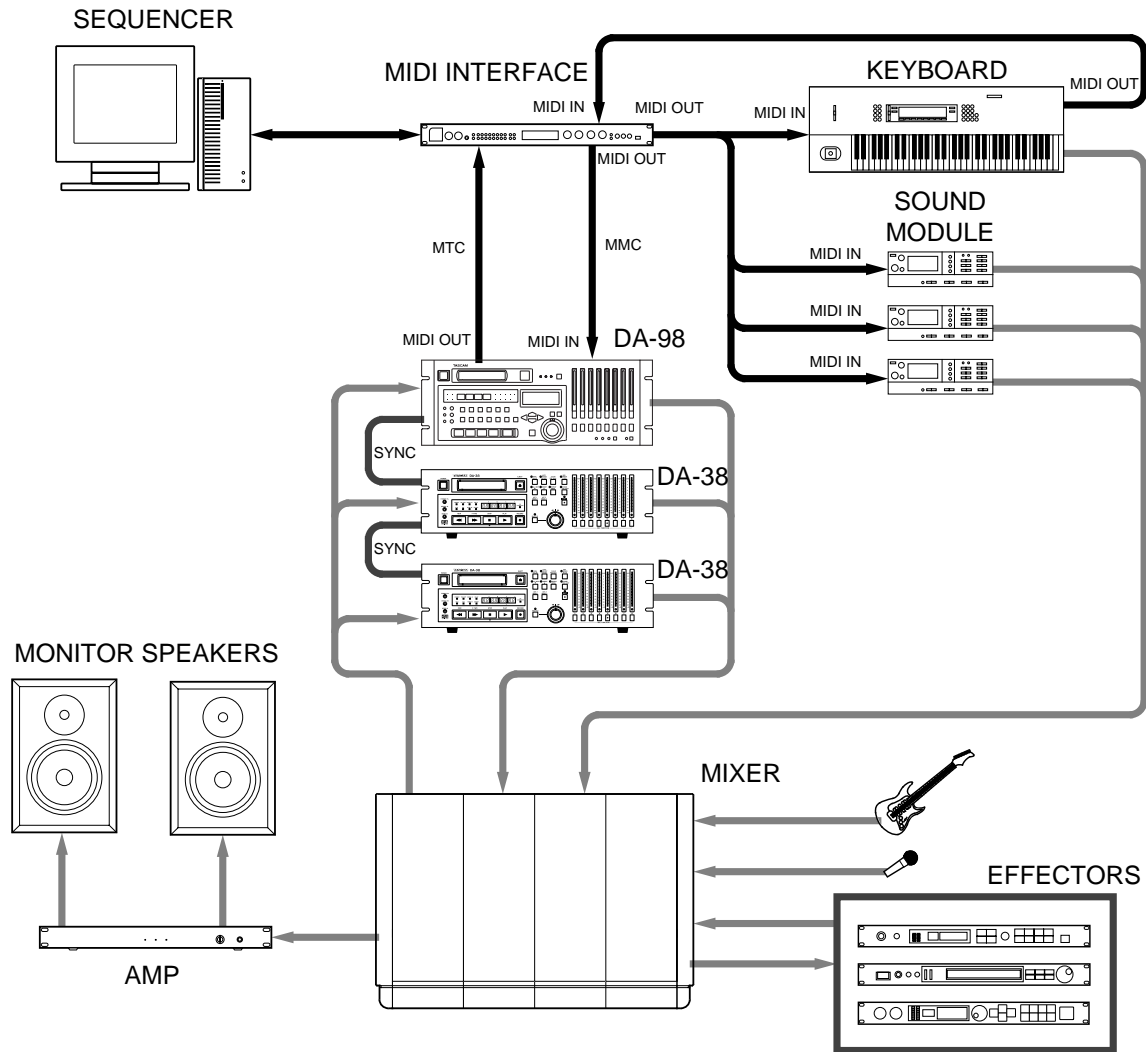 SEQUENCER
MIDI INTERFACE
KEYBOARD
MIDI OUT
MIDI IN
MIDI OUT
MIDI IN
MIDI OUT
SOUND
MODULE
MTC
MMC
MIDI IN
MIDI IN
MIDI IN
MIDI OUT
MIDI IN
DA-98
TASCAM
SYNC
DA-38
SYNC
DA-38
MONITOR SPEAKERS
MIXER
EFFECTORS
AMP